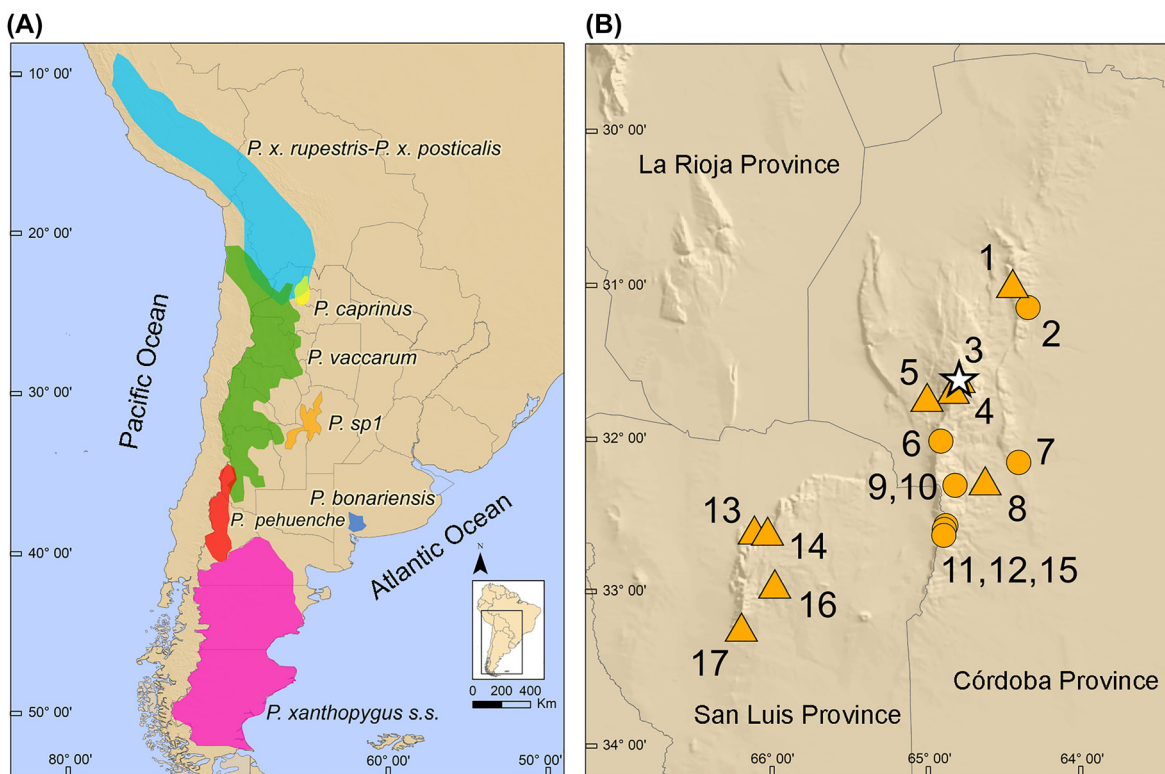 (A)
10° 00'
20° 00'
30° 00'
40° 00'
50° 00'
80° 00'
60° 00'
50° 00'
Pacific Ocean
Atlantic Ocean
P. x. rupestris-P. x. posticalis
P. caprinus
P. vaccarum
P. sp1
P. bonariensis
P. pehuenche
P. xanthopygus s.s.
N
0 200 400
Km
(B)
30° 00'
31° 00'
32° 00'
33° 00'
34° 00'
66° 00'
65° 00'
64° 00'
La Rioja Province
1
2
3
4
5
6
7
8
9,10
11,12,15
13
14
16
17
Córdoba Province
San Luis Province